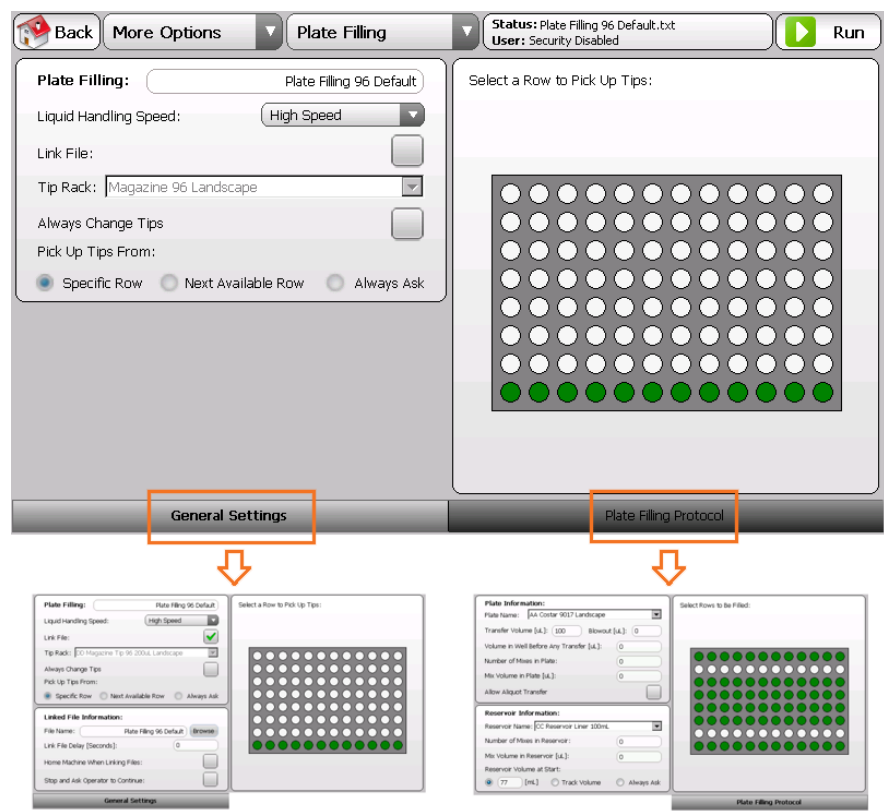 Back
More Options
Plate Filling
Status: Plate Filling 96 Default.txt
User: Security Disabled
Run
Plate Filling: Plate Filling 96 Default
Liquid Handling Speed: High Speed
Link File:
Tip Rack: Magazine 96 Landscape
Always Change Tips
Pick Up Tips From:
Specific Row Next Available Row Always Ask
Select a Row to Pick Up Tips:
General Settings
Plate Filling Protocol
Plate Filling: Plate Filling 96 Default
Liquid Handling Speed: High Speed
Link File:
Tip Rack: DD Magazine Tip 96 200uL Landscape
Always Change Tips
Pick Up Tips From:
Specific Row Next Available Row Always Ask
Linked File Information:
File Name: Plate Filling 96 Default Browse
Link File Delay [Seconds]: 0
Home Machine When Linking Files:
Stop and Ask Operator to Continue:
General Settings
Select a Row to Pick Up Tips:
Plate Information:
Plate Name: AA Costar 9017 Landscape
Transfer Volume [uL]: 100 Blowout [uL]: 0
Volume in Well Before Any Transfer [uL]: 0
Number of Mixes in Plate: 0
Mix Volume in Plate [uL]: 0
Allow Aliquot Transfer
Reservoir Information:
Reservoir Name: CC Reservoir Liner 100mL
Number of Mixes in Reservoir: 0
Mix Volume in Reservoir [uL]: 0
Reservoir Volume at Start:
77 [mL] Track Volume Always Ask
Select Rows to Be Filled:
Plate Filling Protocol